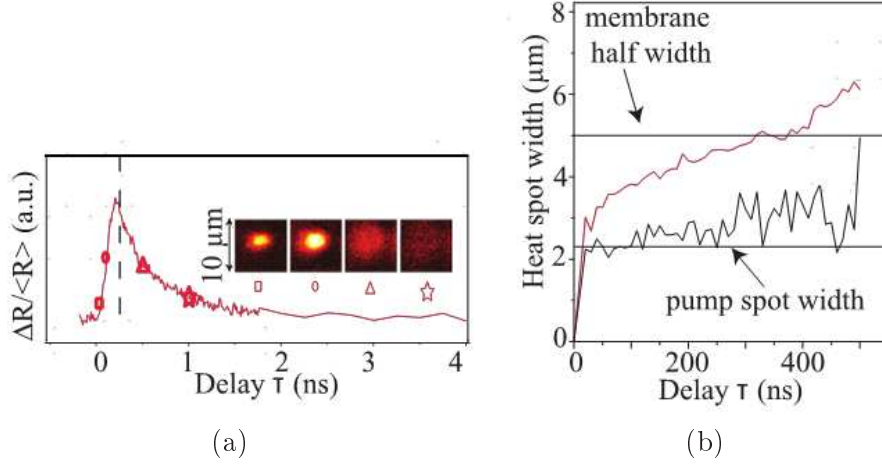 ΔR/<R> (a.u.)
10 μm
0
1
2
3
4
Delay τ (ns)
(a)
Heat spot width (μm)
8
6
4
2
0
membrane
half width
pump spot width
0
200
400
Delay τ (ns)
(b)